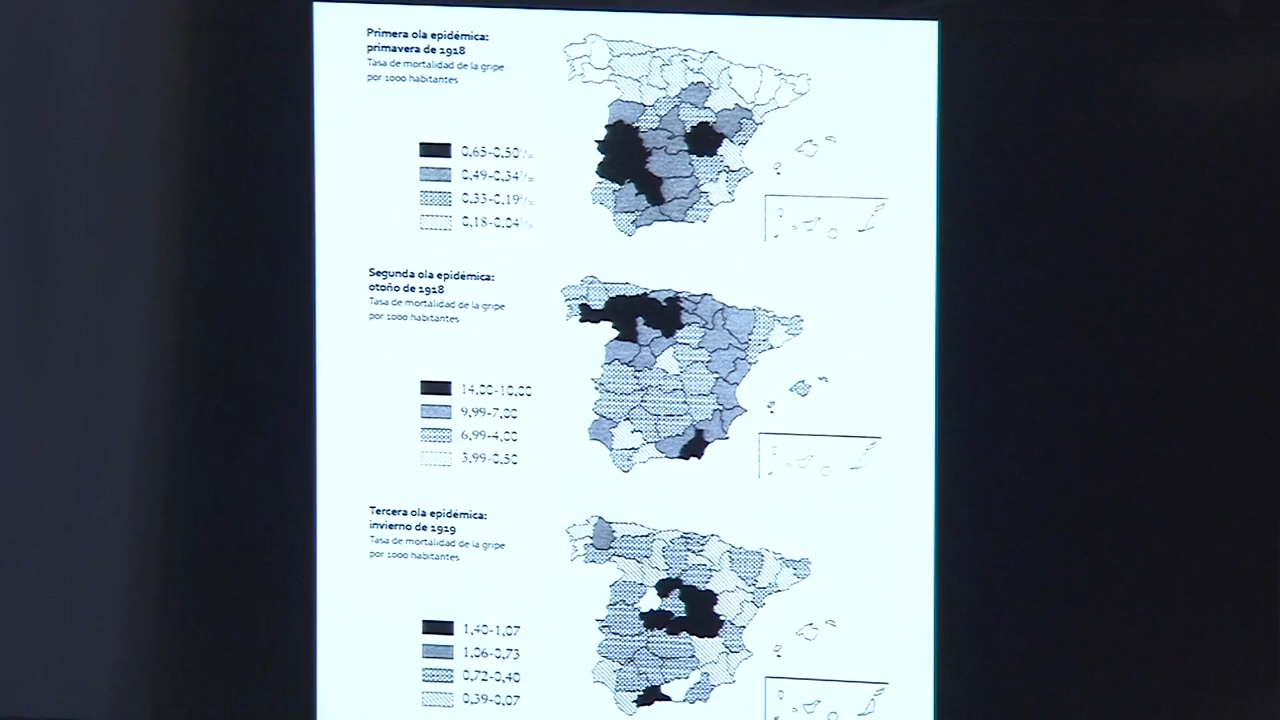 Primera ola epidémica:
primavera de 1918
Tasa de mortalidad de la gripe
por 1000 habitantes
0,65-0,50
0,49-0,34
0,33-0,19
0,18-0,04
Segunda ola epidémica:
otoño de 1918
Tasa de mortalidad de la gripe
por 1000 habitantes
14,00-10,00
9,99-7,00
6,99-4,00
3,99-0,50
Tercera ola epidémica:
invierno de 1919
Tasa de mortalidad de la gripe
por 1000 habitantes
1,40-1,07
1,06-0,73
0,72-0,40
0,39-0,07